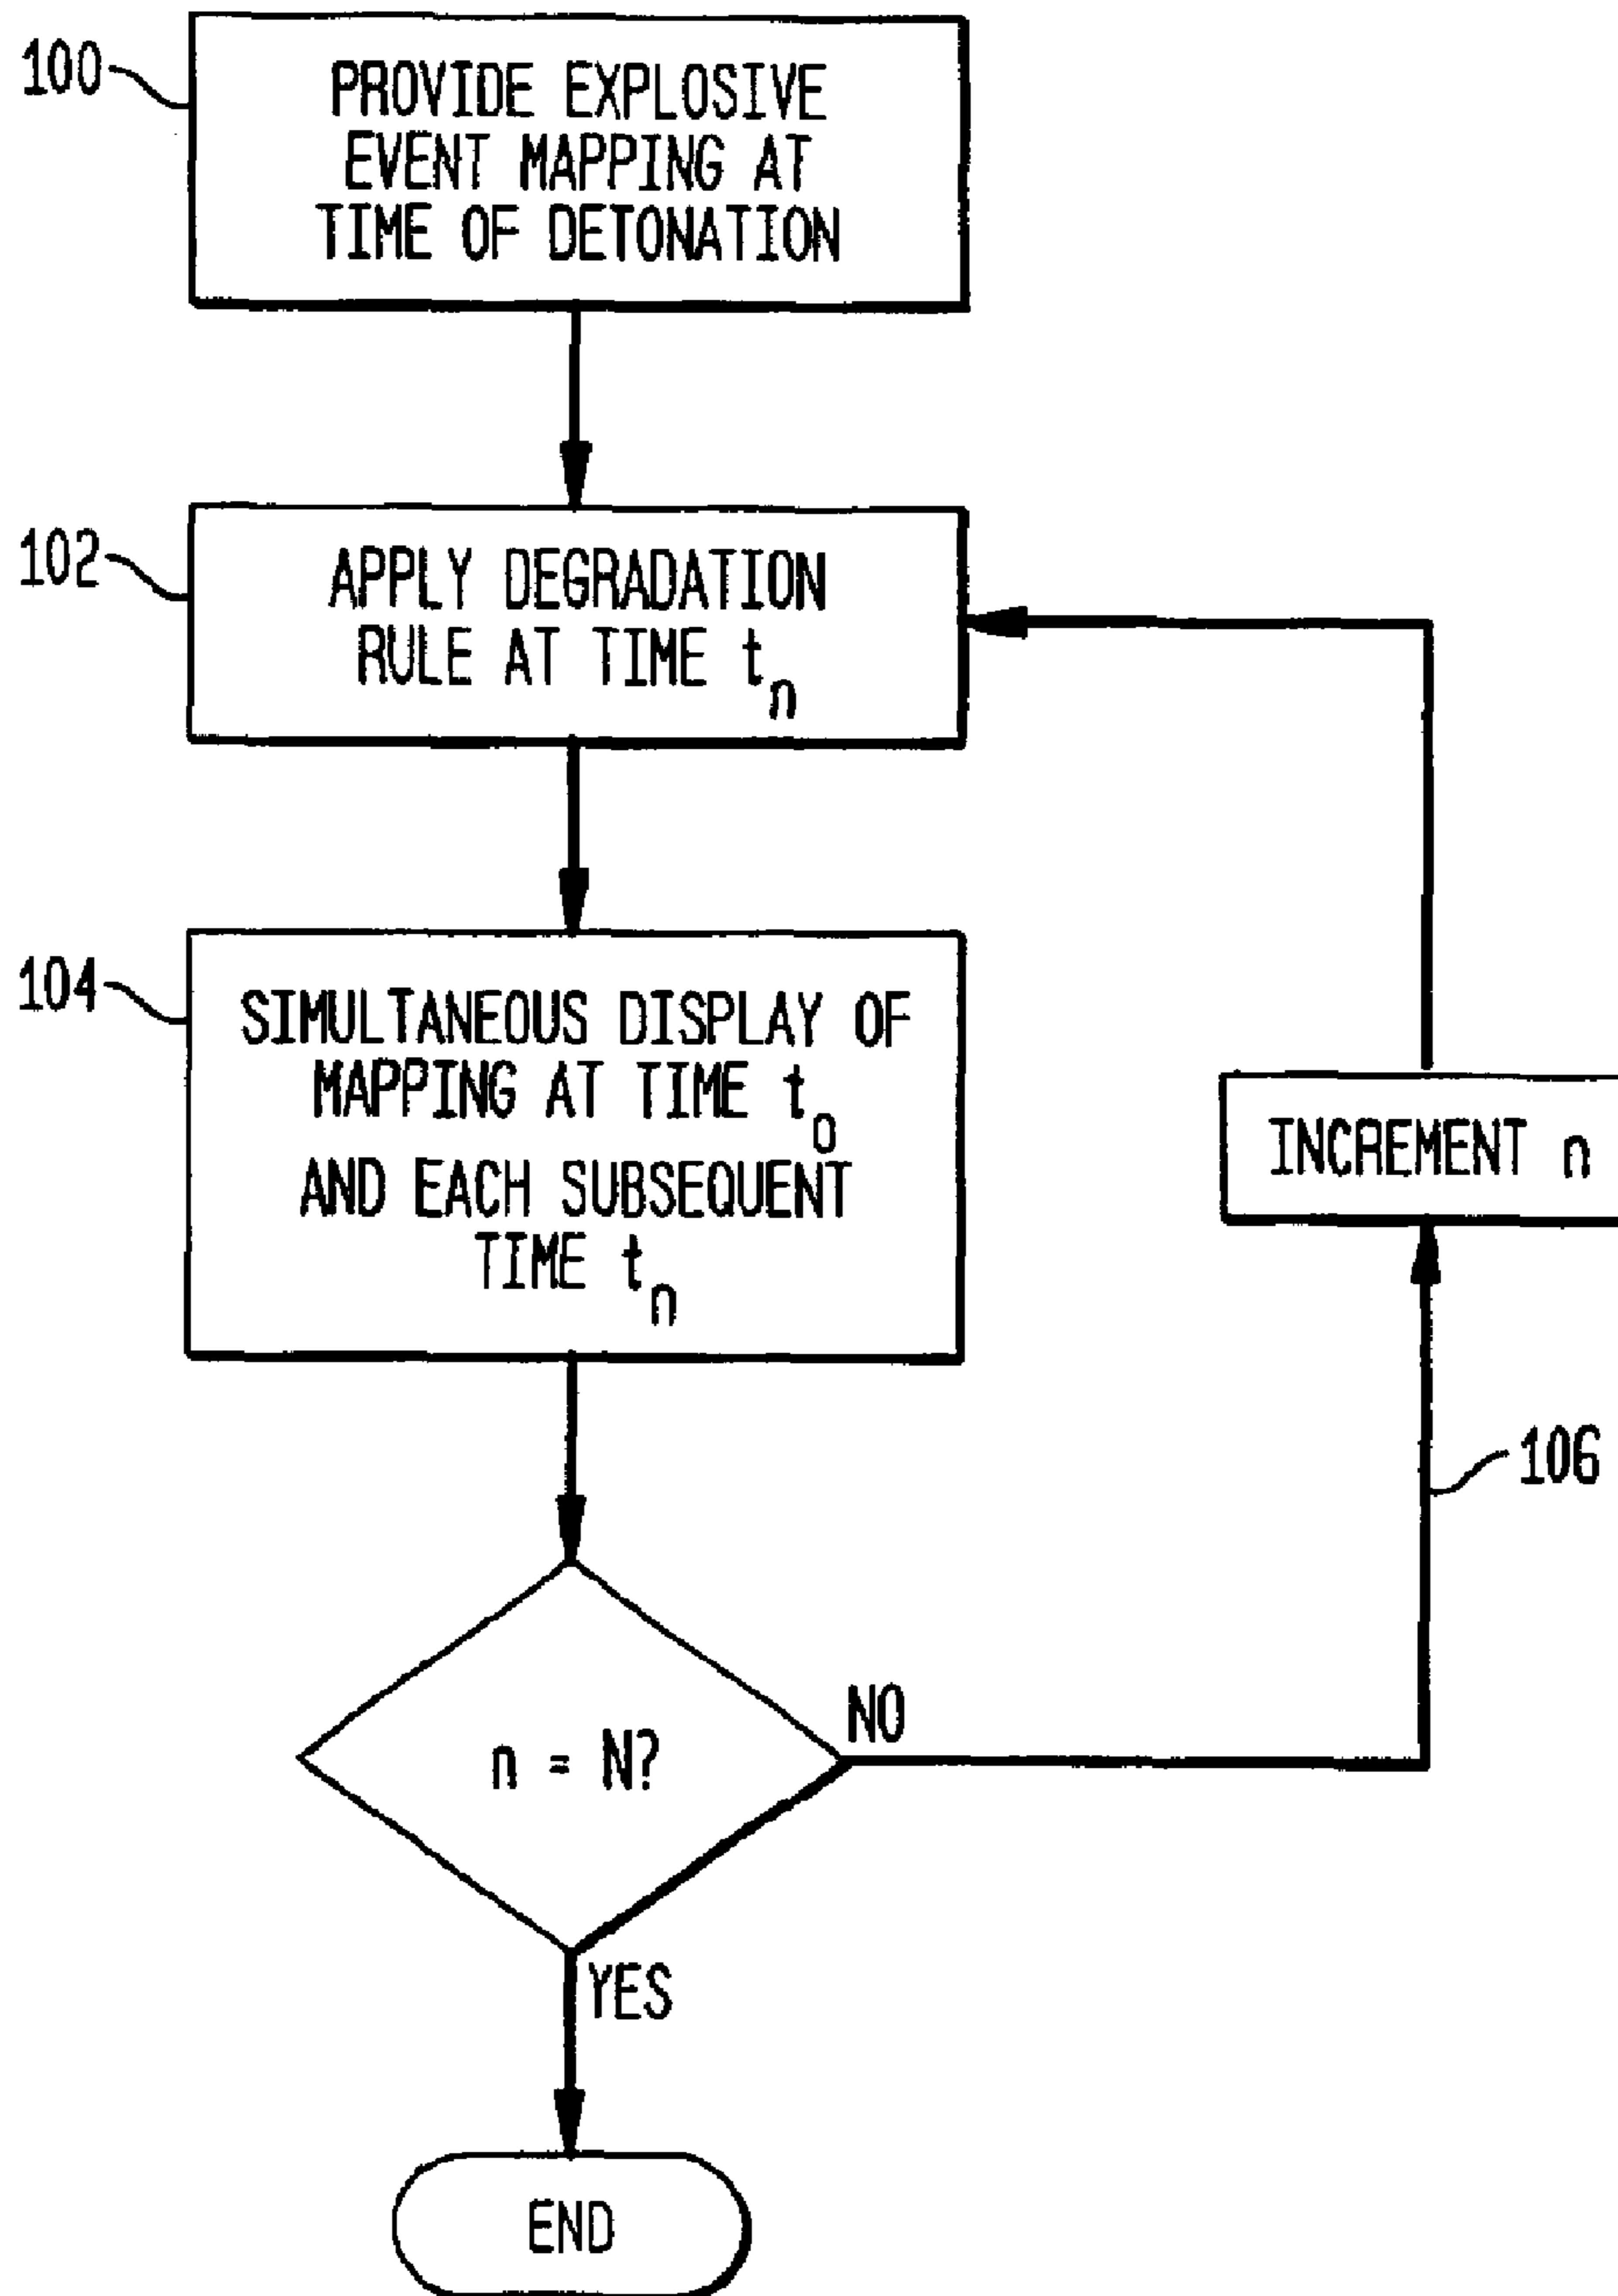 100
PROVIDE EXPLOSIVE
EVENT MAPPING AT
TIME OF DETONATION
102
APPLY DEGRADATION
RULE AT TIME tn
104
SIMULTANEOUS DISPLAY OF
MAPPING AT TIME to
AND EACH SUBSEQUENT
TIME tn
INCREMENT n
106
n = N?
NO
YES
END